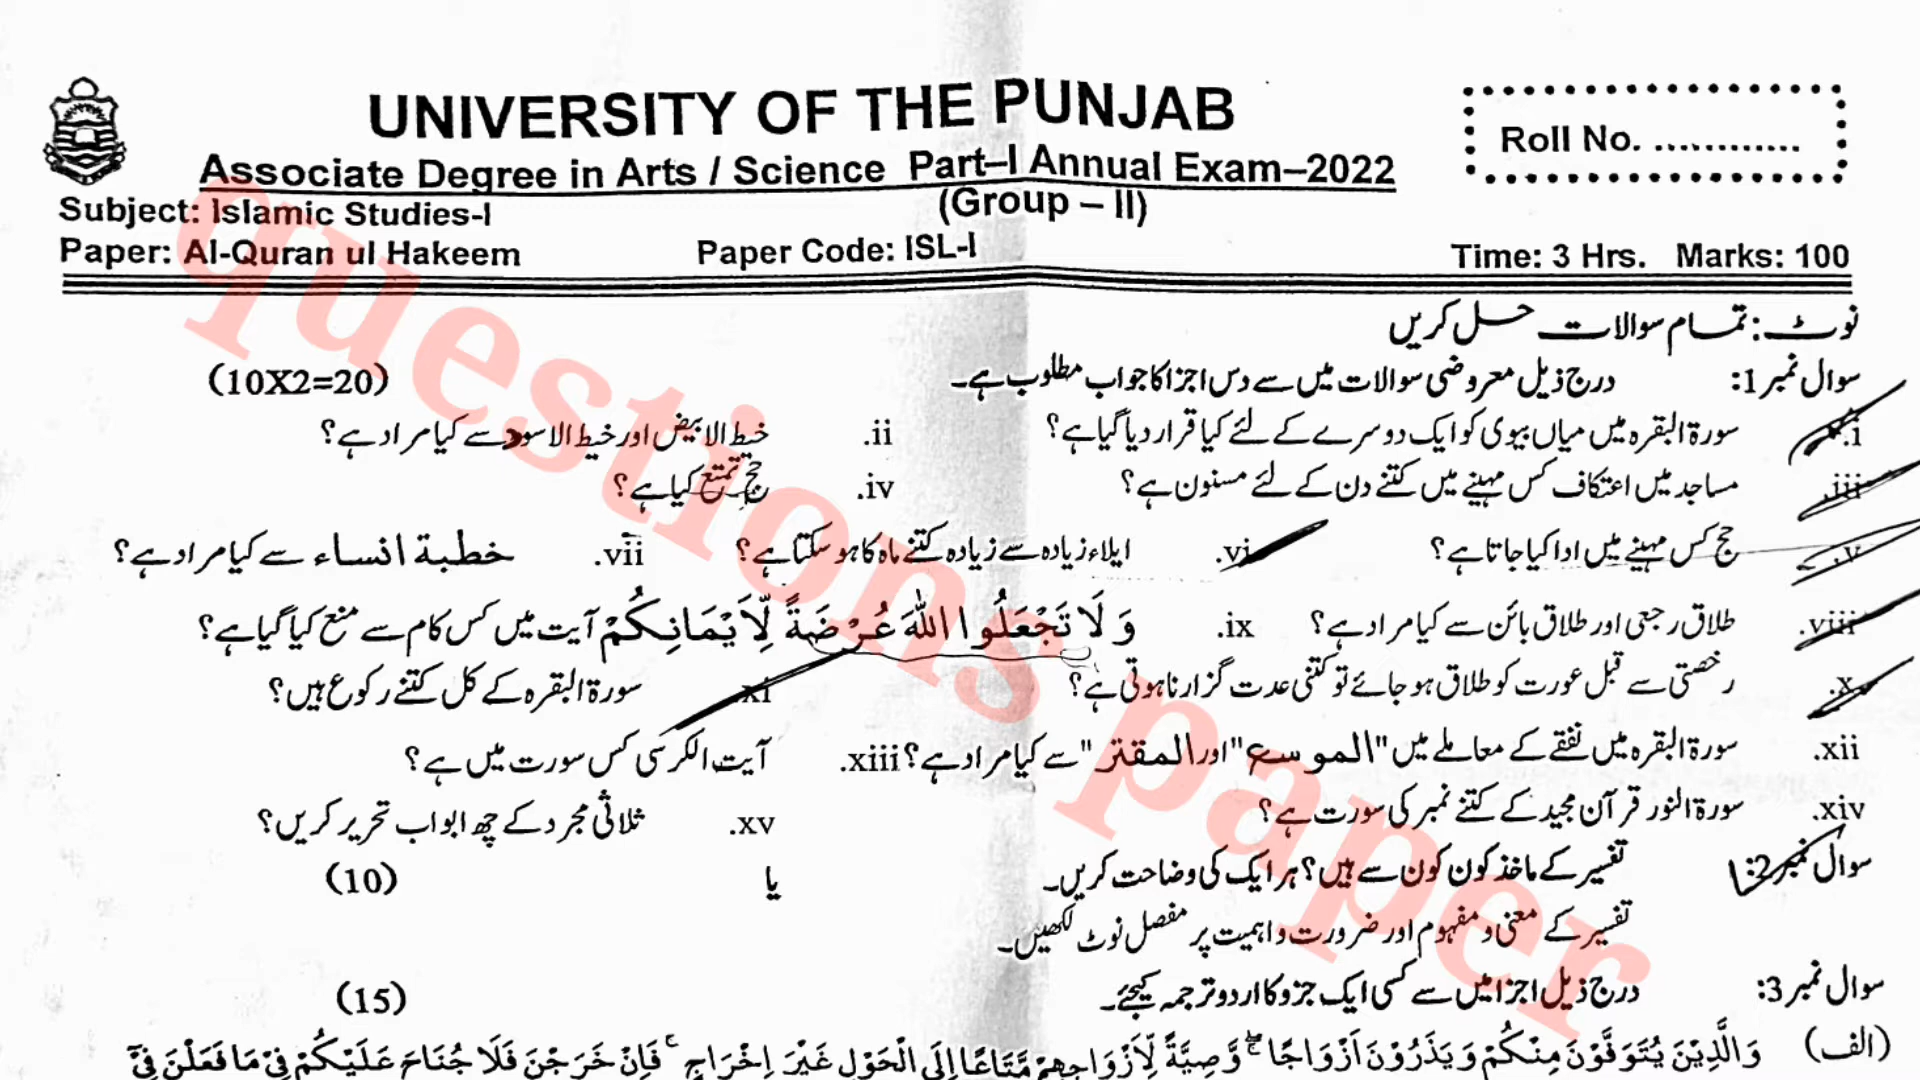 UNIVERSITY OF THE PUNJAB
Roll No. ............
Associate Degree in Arts / Science Part–I Annual Exam–2022
Subject: Islamic Studies-I (Group – II)
Paper: Al-Quran ul Hakeem Paper Code: ISL-I Time: 3 Hrs. Marks: 100
نوٹ: تمام سوالات حل کریں
سوال نمبر 1: درج ذیل معروضی سوالات میں سے دس اجزا کا جواب مطلوب ہے۔ (10X2=20)
i. سورۃ البقرہ میں میاں بیوی کو ایک دوسرے کے لئے کیا قرار دیا گیا ہے؟ ii. خیط الابیض اور خیط الاسود سے کیا مراد ہے؟
iii. مساجد میں اعتکاف کس مہینے میں کتنے دن کے لئے مسنون ہے؟ iv. حج تمتع کیا ہے؟
v. حج کس مہینے میں ادا کیا جاتا ہے؟ vi. ایلاء زیادہ سے زیادہ کتنے ماہ کا ہو سکتا ہے؟ vii. خطبة انساء سے کیا مراد ہے؟
viii. طلاق رجعی اور طلاق بائن سے کیا مراد ہے؟ ix. وَلَا تَجْعَلُوا اللّٰهَ عُرْضَةً لِّاَيْمَانِكُمْ آیت میں کس کام سے منع کیا گیا ہے؟
x. رخصتی سے قبل عورت کو طلاق ہو جائے تو کتنی عدت گزارنا ہوتی ہے؟ xi. سورۃ البقرہ کے کل کتنے رکوع ہیں؟
xii. سورۃ البقرہ میں نفقے کے معاملے میں "الموسع" اور المقتر" سے کیا مراد ہے؟ xiii. آیت الکرسی کس سورت میں ہے؟
xiv. سورۃ النور قرآن مجید کے کتنے نمبر کی سورت ہے؟ xv. ثلاثی مجرد کے چھ ابواب تحریر کریں؟
سوال نمبر 2: تفسیر کے ماخذ کون کون سے ہیں؟ ہر ایک کی وضاحت کریں۔ یا (10)
تفسیر کے معنی و مفہوم اور ضرورت و اہمیت پر مفصل نوٹ لکھیں۔
سوال نمبر 3: درج ذیل اجزا میں سے کسی ایک جزو کا اردو ترجمہ کیجئے۔ (15)
(الف) وَالَّذِيْنَ يُتَوَفَّوْنَ مِنْكُمْ وَيَذَرُوْنَ اَزْوَاجًا ۖ وَّصِيَّةً لِّاَزْوَاجِهِمْ مَّتَاعًا اِلَى الْحَوْلِ غَيْرَ اِخْرَاجٍ ۚ فَاِنْ خَرَجْنَ فَلَا جُنَاحَ عَلَيْكُمْ فِيْ مَا فَعَلْنَ فِيْ
questions paper